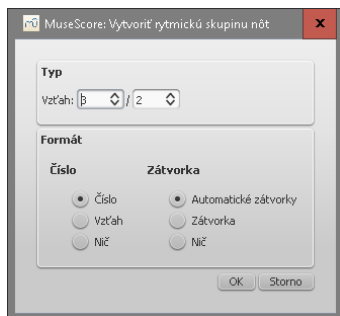 MuseScore: Vytvoriť rytmickú skupinu nôt
Typ
Vzťah: 3 / 2
Formát
Číslo Zátvorka
Číslo Automatické zátvorky
Vzťah Zátvorka
Nič Nič
OK Storno